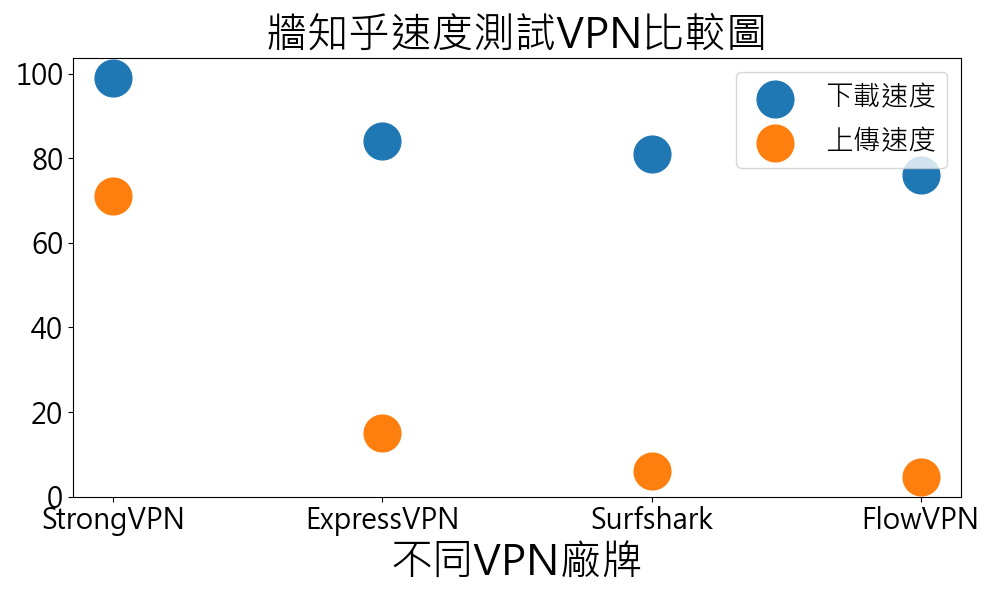 牆知乎速度測試VPN比較圖
100
80
60
40
20
0
下載速度
上傳速度
StrongVPN
ExpressVPN
Surfshark
FlowVPN
不同VPN廠牌